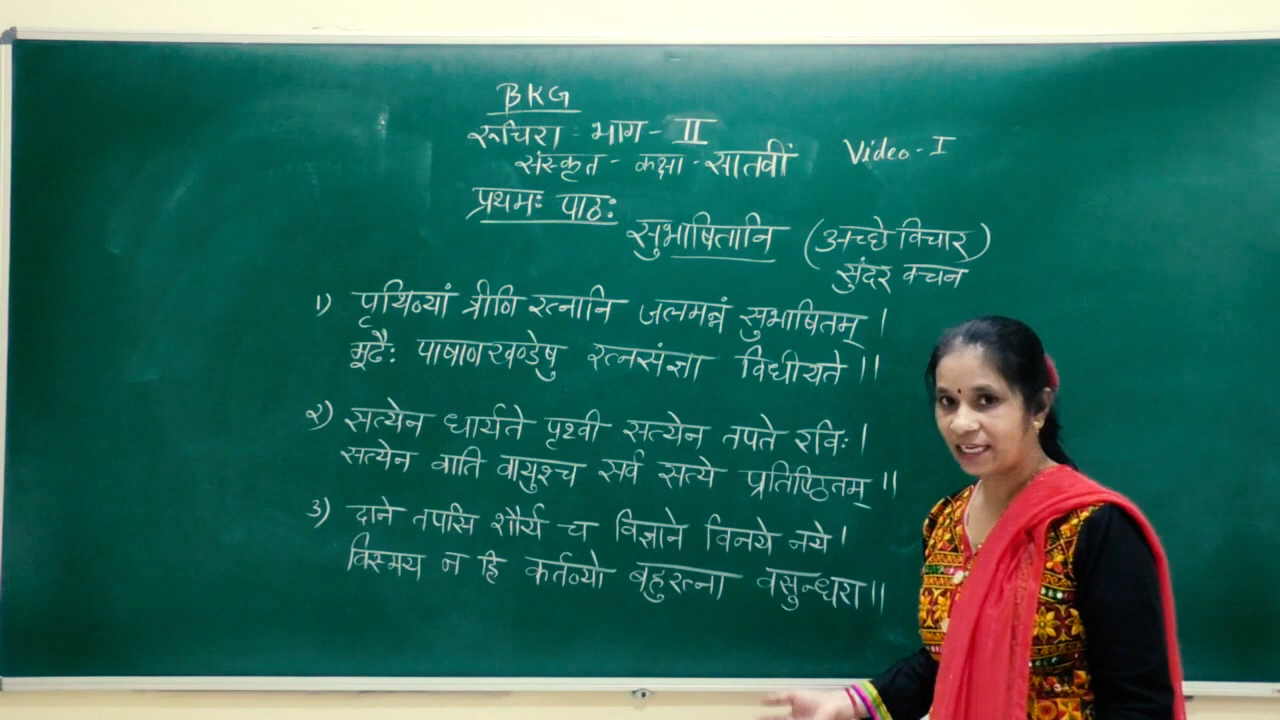 BKG
रूचिरा : भाग - II
संस्कृत - कक्षा - सातवीं
Video - I
प्रथमः पाठः
सुभाषितानि (अच्छे विचार)
सुंदर वचन
1) पृथिव्यां त्रीणि रत्नानि जलमन्नं सुभाषितम् ।
मूढैः पाषाणखण्डेषु रत्नसंज्ञा विधीयते ।।
२) सत्येन धार्यते पृथ्वी सत्येन तपते रविः ।
सत्येन वाति वायुश्च सर्व सत्ये प्रतिष्ठितम् ।।
3) दाने तपसि शौर्ये च विज्ञाने विनये नये ।
विस्मय न हि कर्तव्यो बहुरत्ना वसुन्धरा ।।